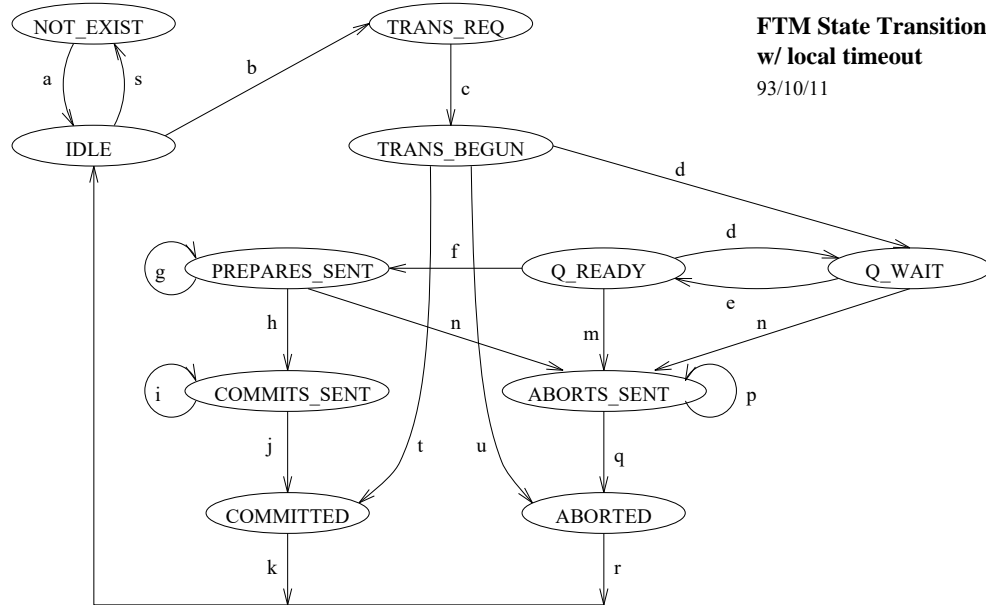 NOT_EXIST
TRANS_REQ
FTM State Transition
w/ local timeout
93/10/11
a
s
b
c
IDLE
TRANS_BEGUN
d
d
g
PREPARES_SENT
f
Q_READY
Q_WAIT
e
h
n
m
n
i
COMMITS_SENT
ABORTS_SENT
p
j
t
u
q
COMMITTED
ABORTED
k
r